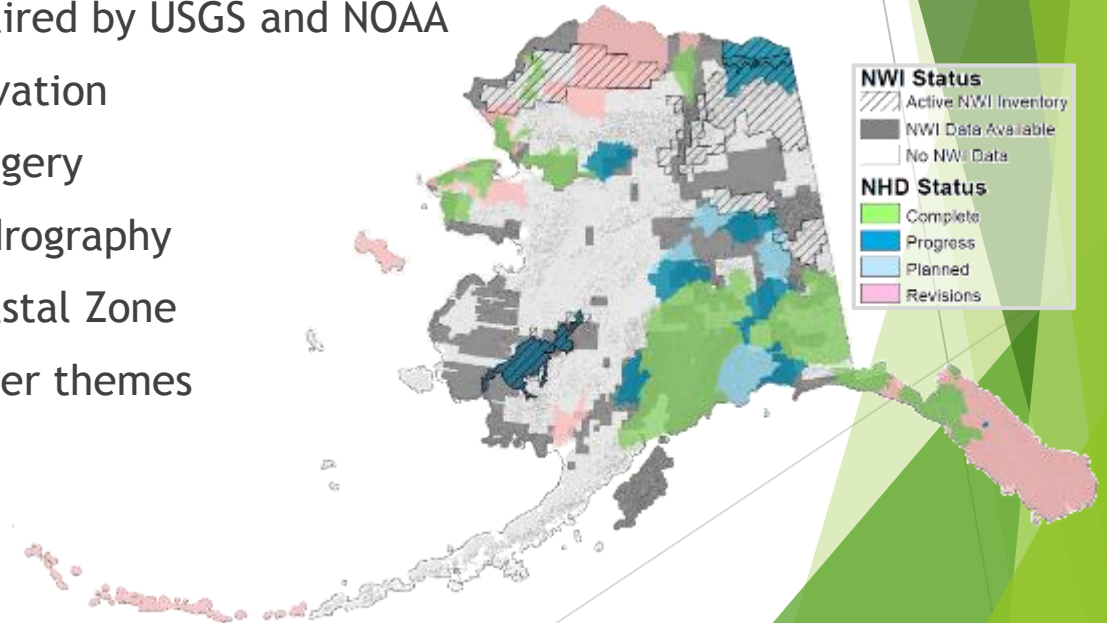 ired by USGS and NOAA
vation
gery
drography
stal Zone
er themes
NWI Status
Active NWI Inventory
NWI Data Available
No NWI Data
NHD Status
Complete
Progress
Planned
Revisions